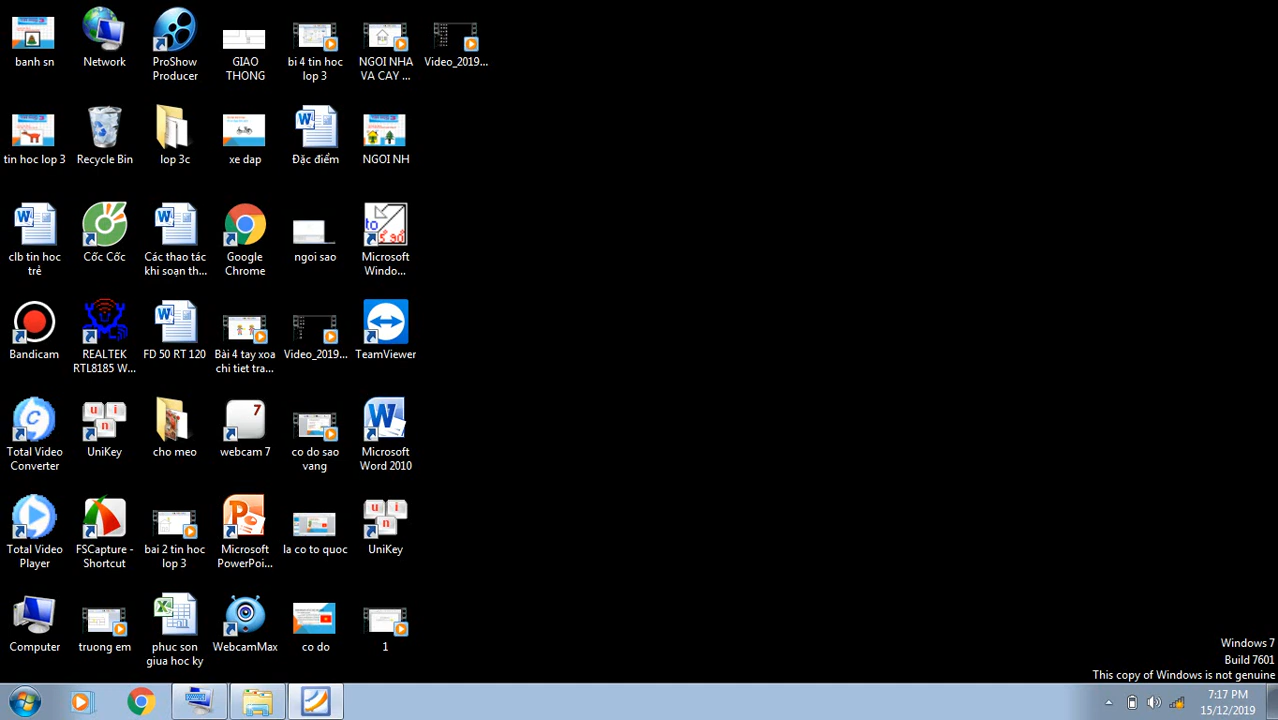 banh sn
Network
ProShow
Producer
GIAO
THONG
bi 4 tin hoc
lop 3
NGOI NHA
VA CAY ...
Video_2019...
tin hoc lop 3
Recycle Bin
lop 3c
xe dap
Đặc điểm
NGOI NH
clb tin học
trẻ
Cốc Cốc
Các thao tác
khi soạn th...
Google
Chrome
ngoi sao
Microsoft
Windo...
Bandicam
REALTEK
RTL8185 W...
FD 50 RT 120
Bài 4 tay xoa
chi tiet tra...
Video_2019...
TeamViewer
Total Video
Converter
UniKey
cho meo
webcam 7
co do sao
vang
Microsoft
Word 2010
Total Video
Player
FSCapture -
Shortcut
bai 2 tin hoc
lop 3
Microsoft
PowerPoi...
la co to quoc
UniKey
Computer
truong em
phuc son
giua hoc ky
WebcamMax
co do
1
Windows 7
Build 7601
This copy of Windows is not genuine
7:17 PM
15/12/2019